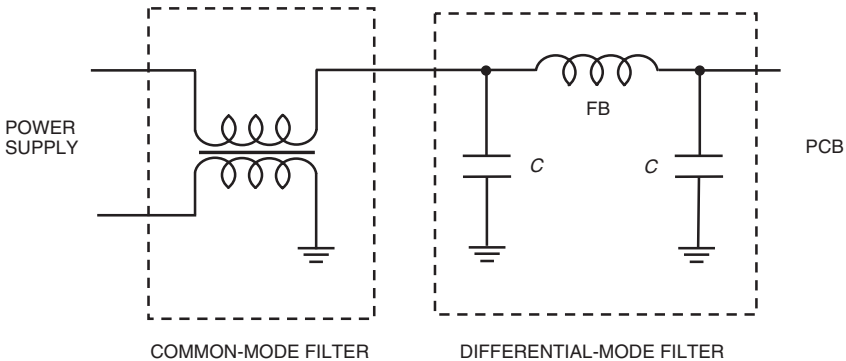 POWER
SUPPLY
FB
C
C
PCB
COMMON-MODE FILTER
DIFFERENTIAL-MODE FILTER